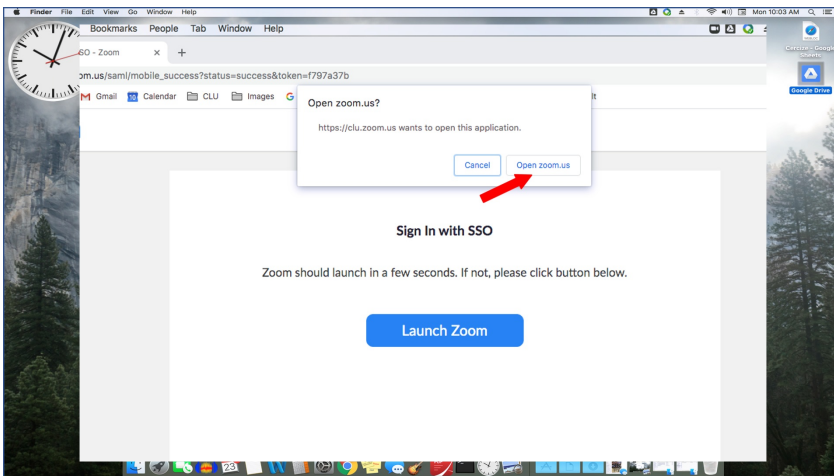 Finder File Edit View Go Window Help
Mon 10:03 AM
Bookmarks People Tab Window Help
SO - Zoom × +
om.us/saml/mobile_success?status=success&token=f797a37b
Gmail 10 Calendar CLU Images
Open zoom.us?
https://clu.zoom.us wants to open this application.
Cancel Open zoom.us
Sign In with SSO
Zoom should launch in a few seconds. If not, please click button below.
Launch Zoom
Google Drive
23